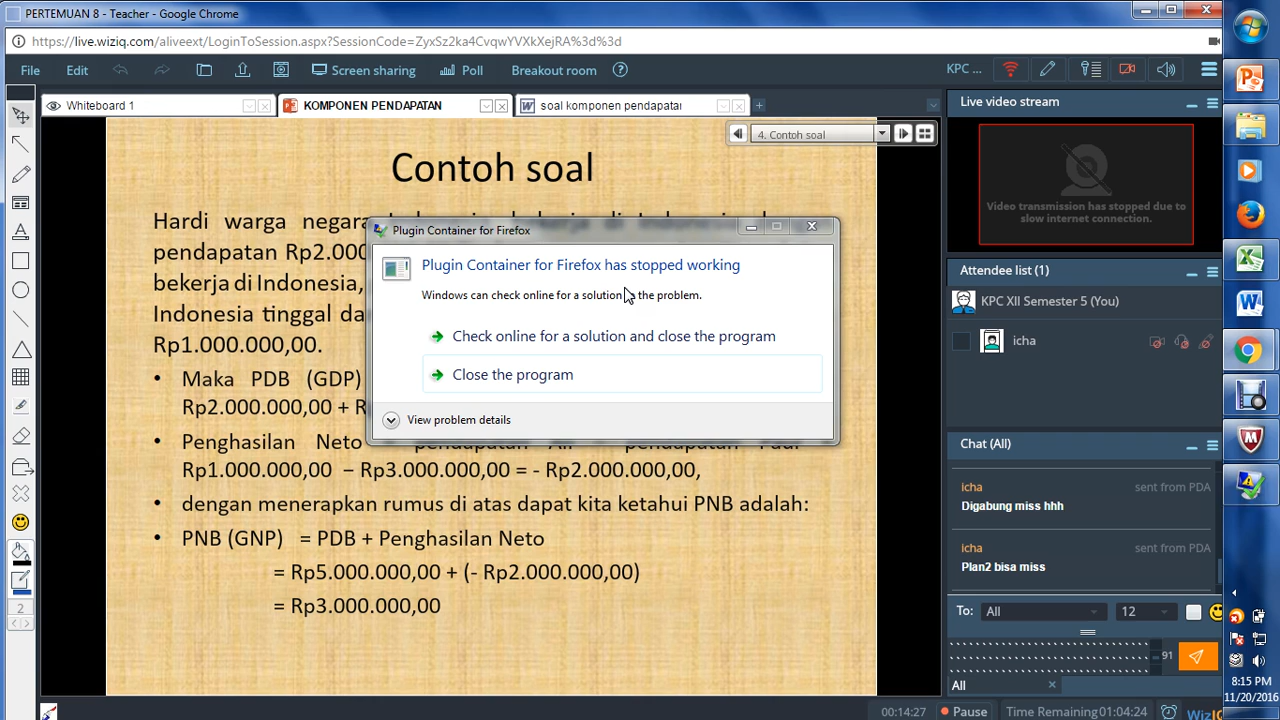 PERTEMUAN 8 - Teacher - Google Chrome
https://live.wiziq.com/aliveext/LoginToSession.aspx?SessionCode=ZyxSz2ka4CvqwYVXkXejRA%3d%3d
File Edit Screen sharing Poll Breakout room ? KPC ...
Whiteboard 1 KOMPONEN PENDAPATAN soal komponen pendapatan
4. Contoh soal
Contoh soal
Hardi warga negara
pendapatan Rp2.000
bekerja di Indonesia,
Indonesia tinggal da
Rp1.000.000,00.
• Maka PDB (GDP)
Rp2.000.000,00 + R
• Penghasilan Neto
Rp1.000.000,00 – Rp3.000.000,00 = - Rp2.000.000,00,
• dengan menerapkan rumus di atas dapat kita ketahui PNB adalah:
• PNB (GNP) = PDB + Penghasilan Neto
= Rp5.000.000,00 + (- Rp2.000.000,00)
= Rp3.000.000,00
Plugin Container for Firefox
Plugin Container for Firefox has stopped working
Windows can check online for a solution to the problem.
Check online for a solution and close the program
Close the program
View problem details
Live video stream
Video transmission has stopped due to
slow internet connection.
Attendee list (1)
KPC XII Semester 5 (You)
icha
Chat (All)
icha sent from PDA
Digabung miss hhh
icha sent from PDA
Plan2 bisa miss
To: All 12
91
All
2
00:14:27 Pause Time Remaining 01:04:24 WizIQ
8:15 PM
11/20/2016